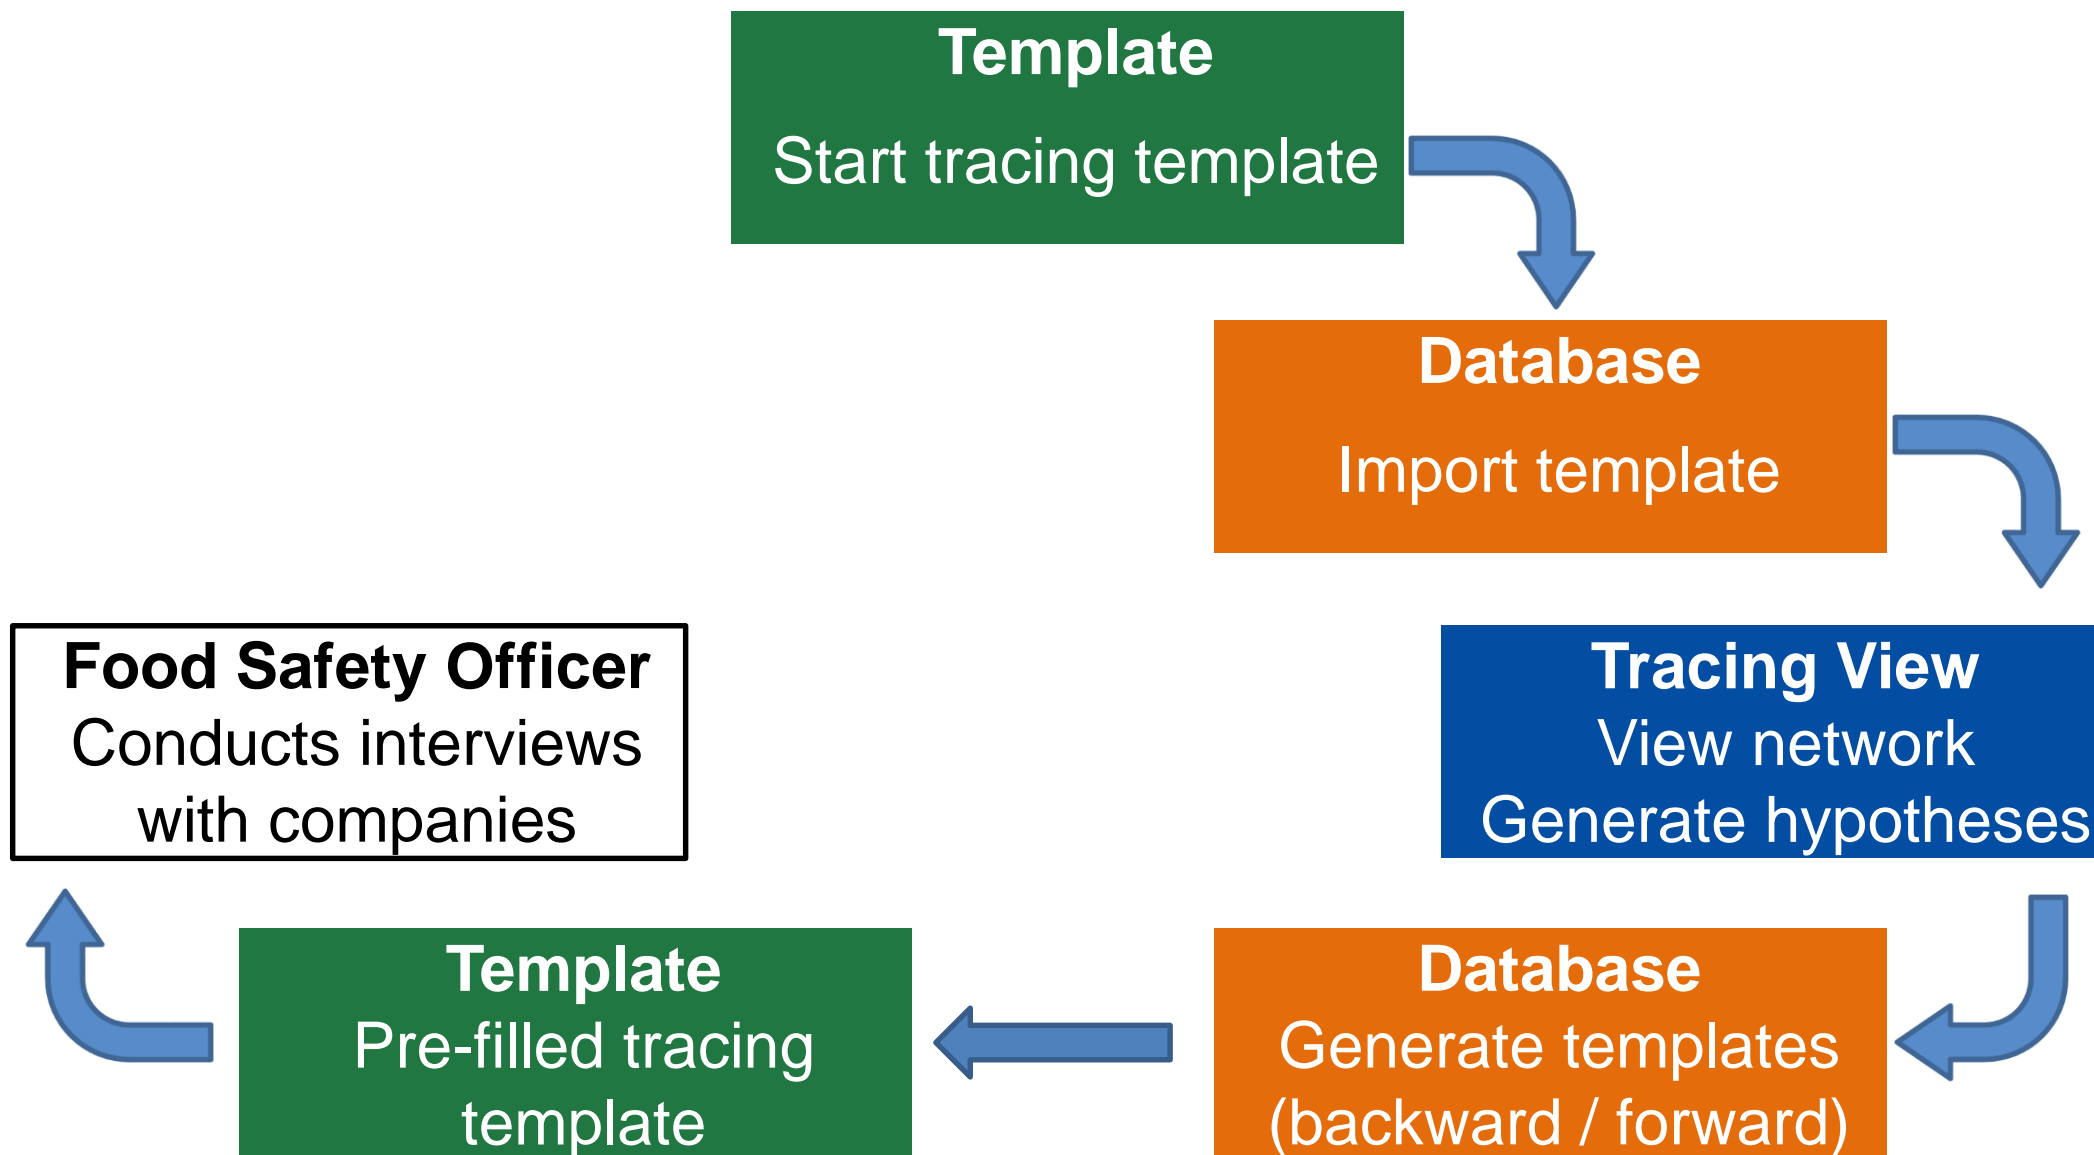 Template
Start tracing template
Database
Import template
Food Safety Officer
Conducts interviews
with companies
Tracing View
View network
Generate hypotheses
Template
Pre-filled tracing
template
Database
Generate templates
(backward / forward)